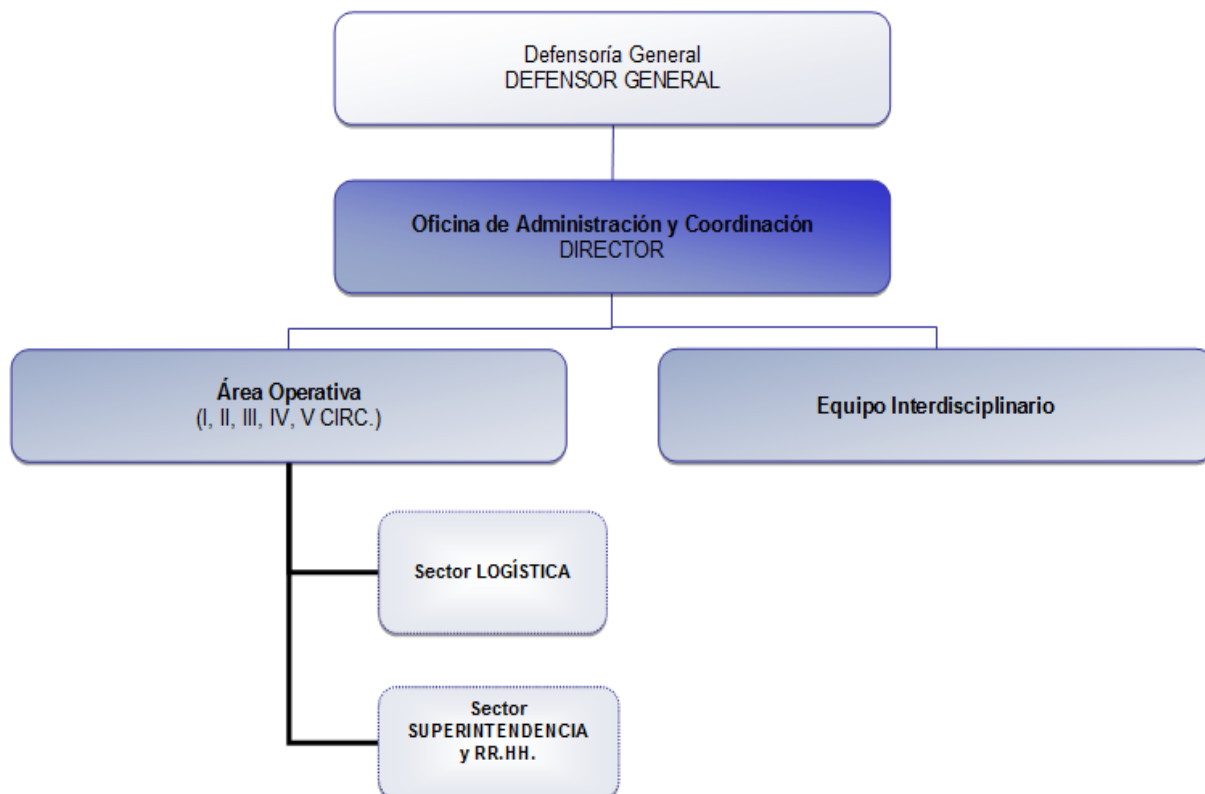 Defensoría General
DEFENSOR GENERAL
Oficina de Administración y Coordinación
DIRECTOR
Área Operativa
(I, II, III, IV, V CIRC.)
Equipo Interdisciplinario
Sector LOGÍSTICA
Sector
SUPERINTENDENCIA
y RR.HH.